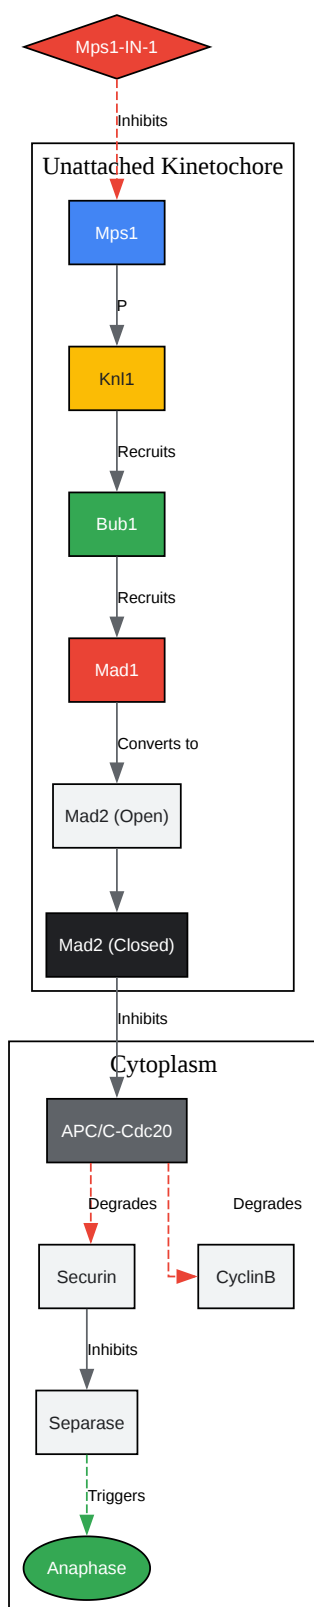 Mps1-IN-1
Inhibits
Unattached Kinetochore
Mps1
P
Knl1
Recruits
Bub1
Recruits
Mad1
Converts to
Mad2 (Open)
Mad2 (Closed)
Inhibits
Cytoplasm
APC/C-Cdc20
Degrades
Degrades
Securin
CyclinB
Inhibits
Separase
Triggers
Anaphase